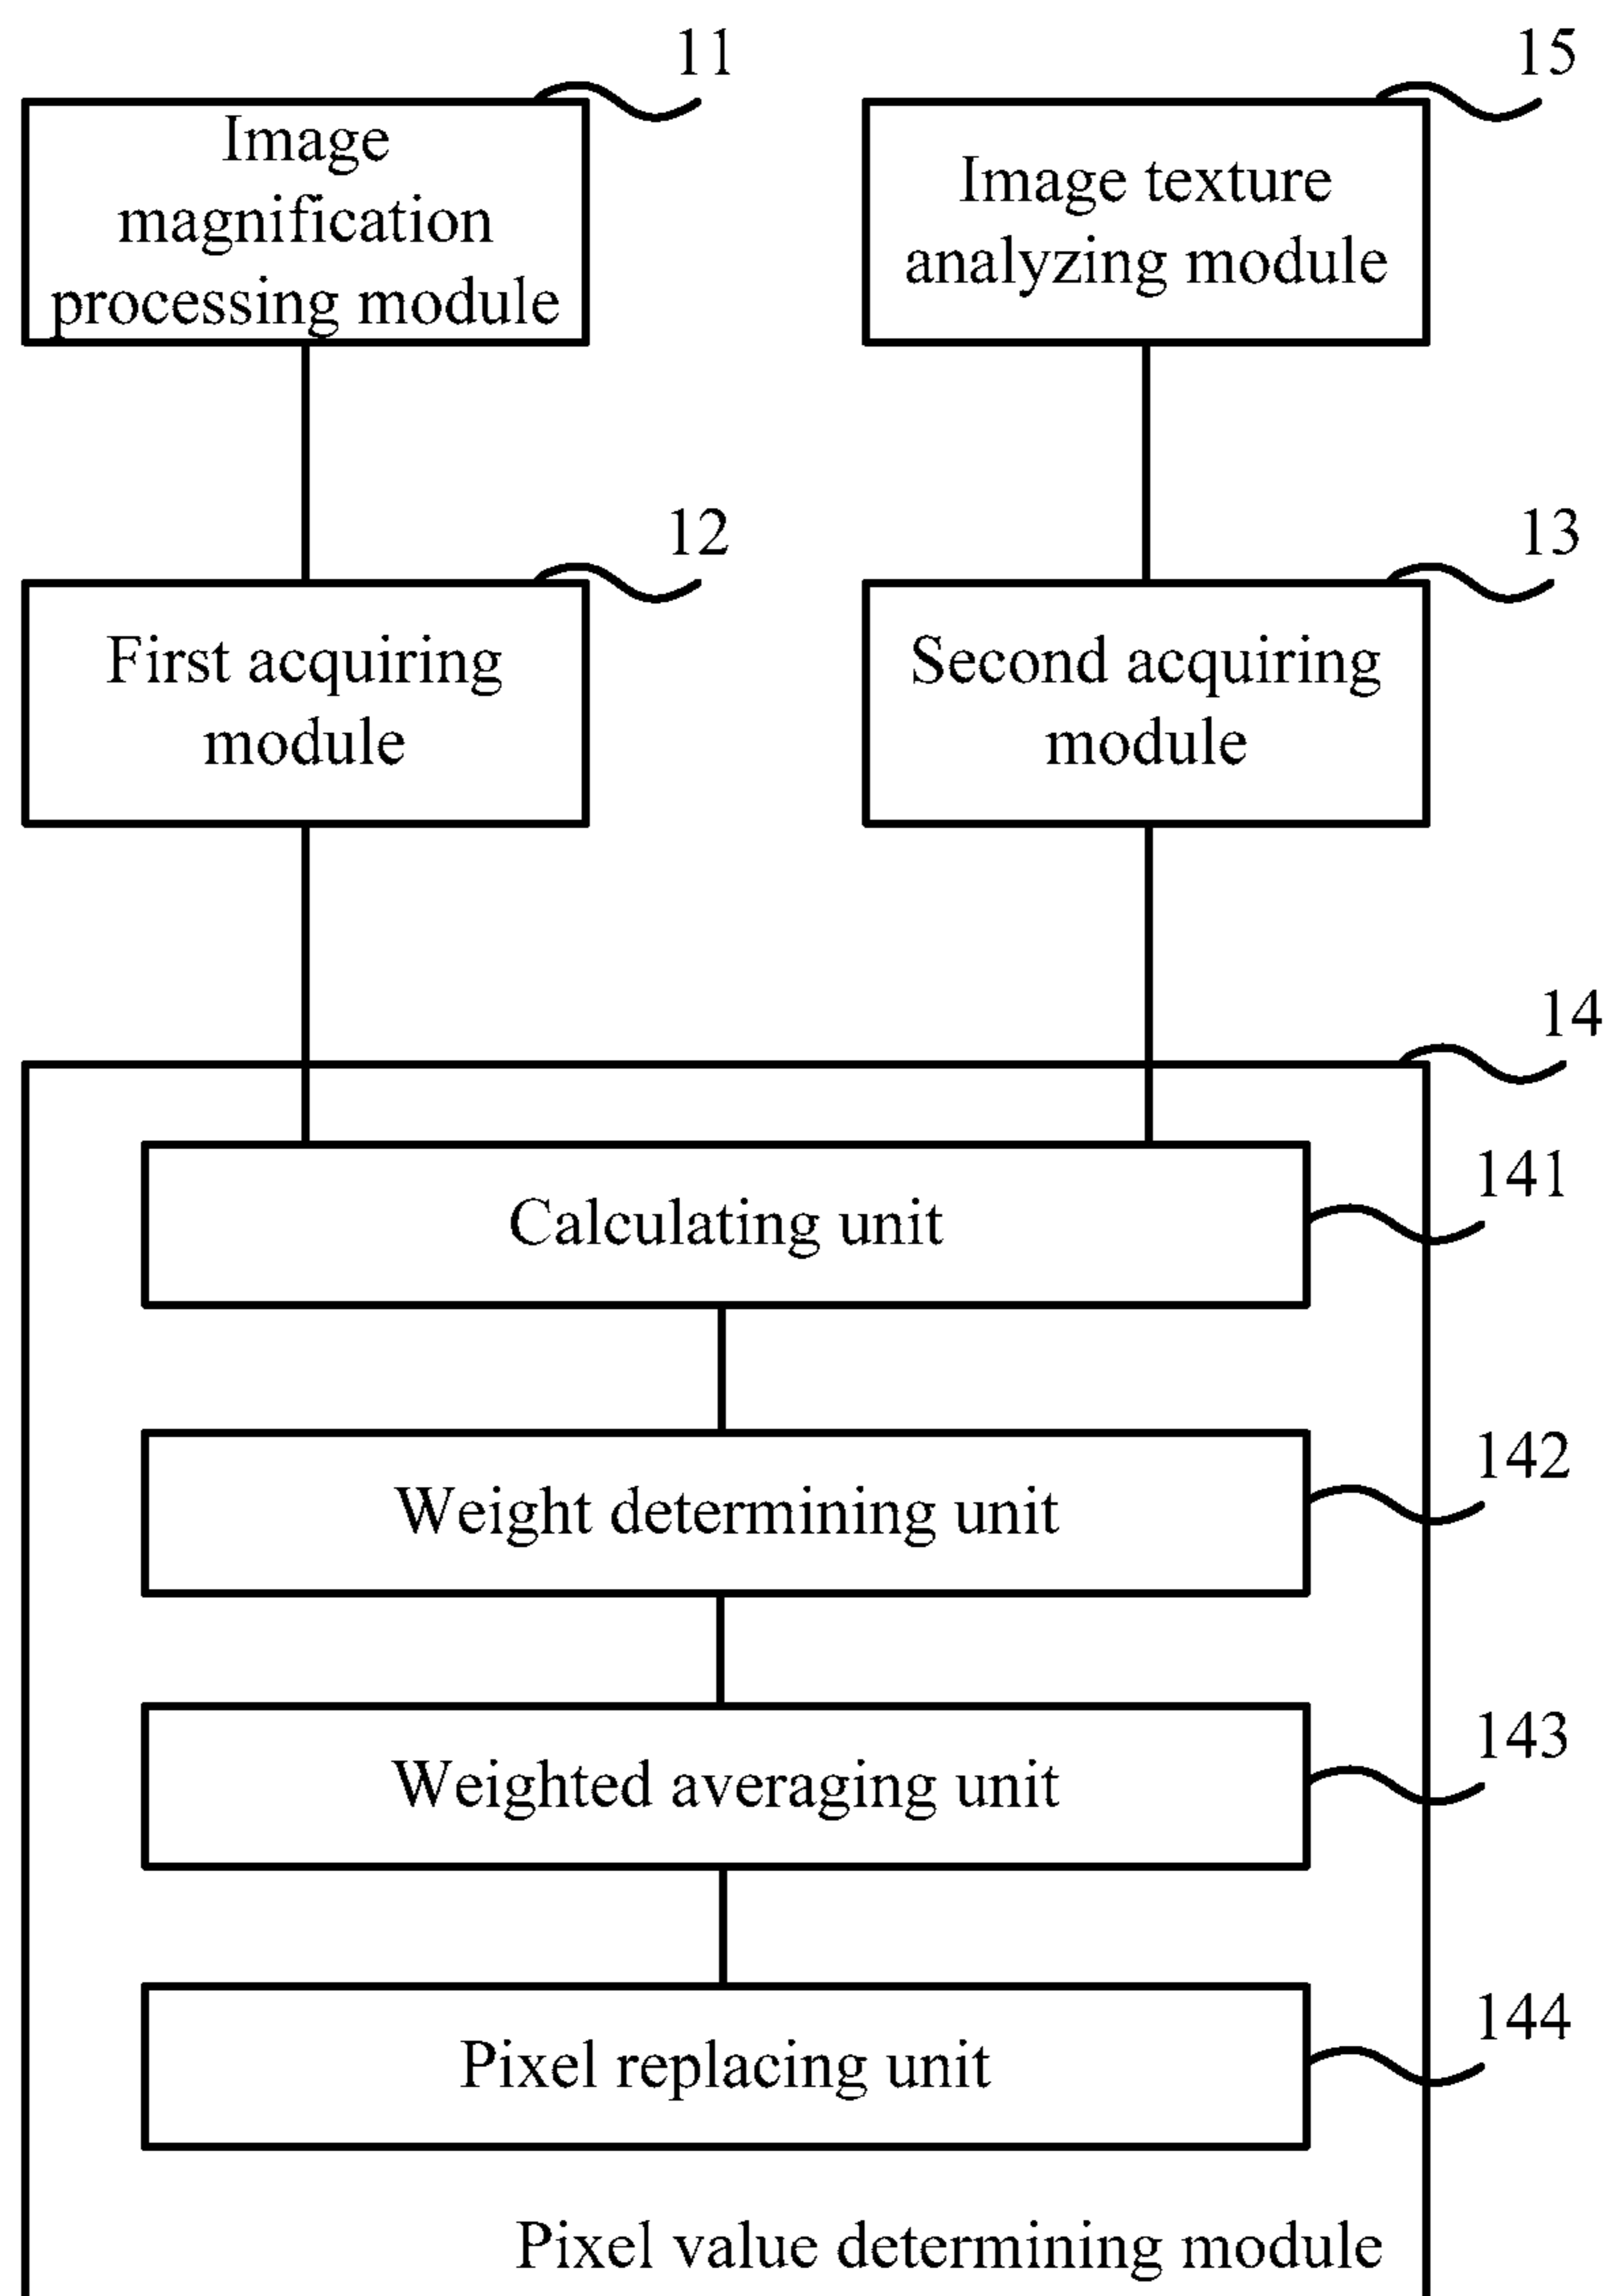 11
Image
magnification
processing module
15
Image texture
analyzing module
12
First acquiring
module
13
Second acquiring
module
14
141
Calculating unit
142
Weight determining unit
143
Weighted averaging unit
144
Pixel replacing unit
Pixel value determining module